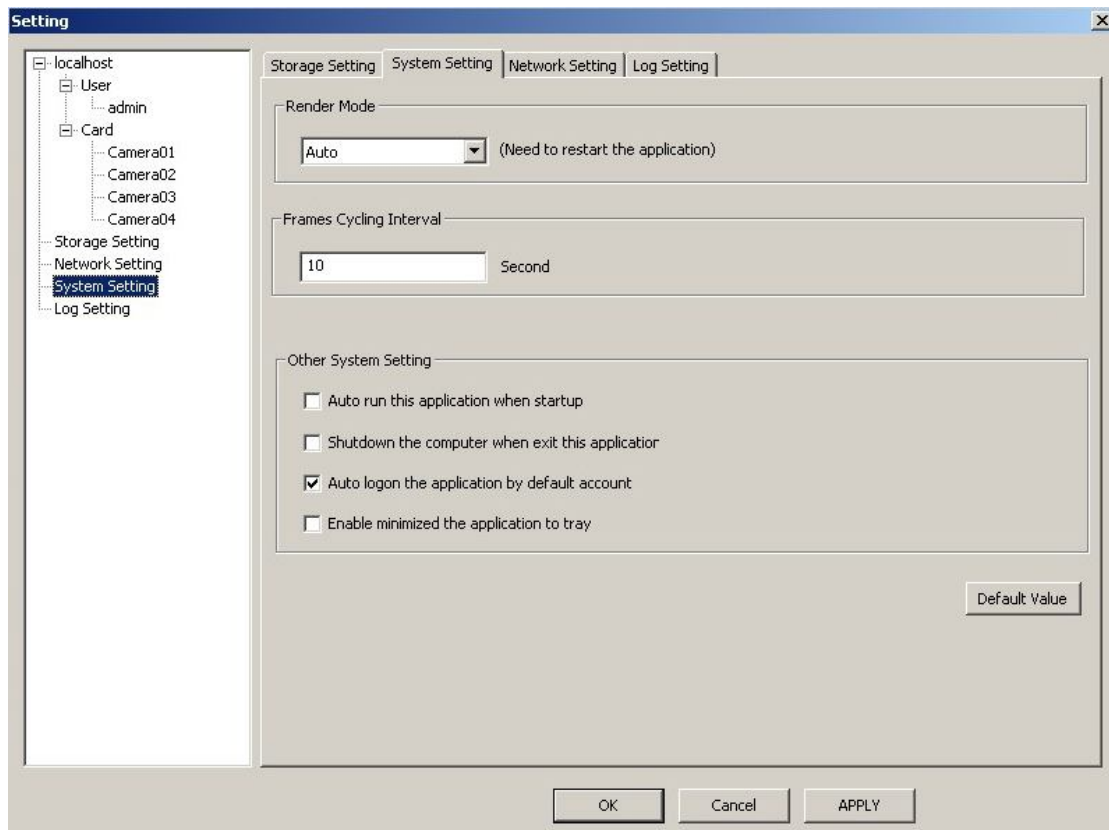 Setting
localhost
User
admin
Card
Camera01
Camera02
Camera03
Camera04
Storage Setting
Network Setting
System Setting
Log Setting
Storage Setting System Setting Network Setting Log Setting
Render Mode
Auto (Need to restart the application)
Frames Cycling Interval
10 Second
Other System Setting
Auto run this application when startup
Shutdown the computer when exit this application
Auto logon the application by default account
Enable minimized the application to tray
Default Value
OK Cancel APPLY